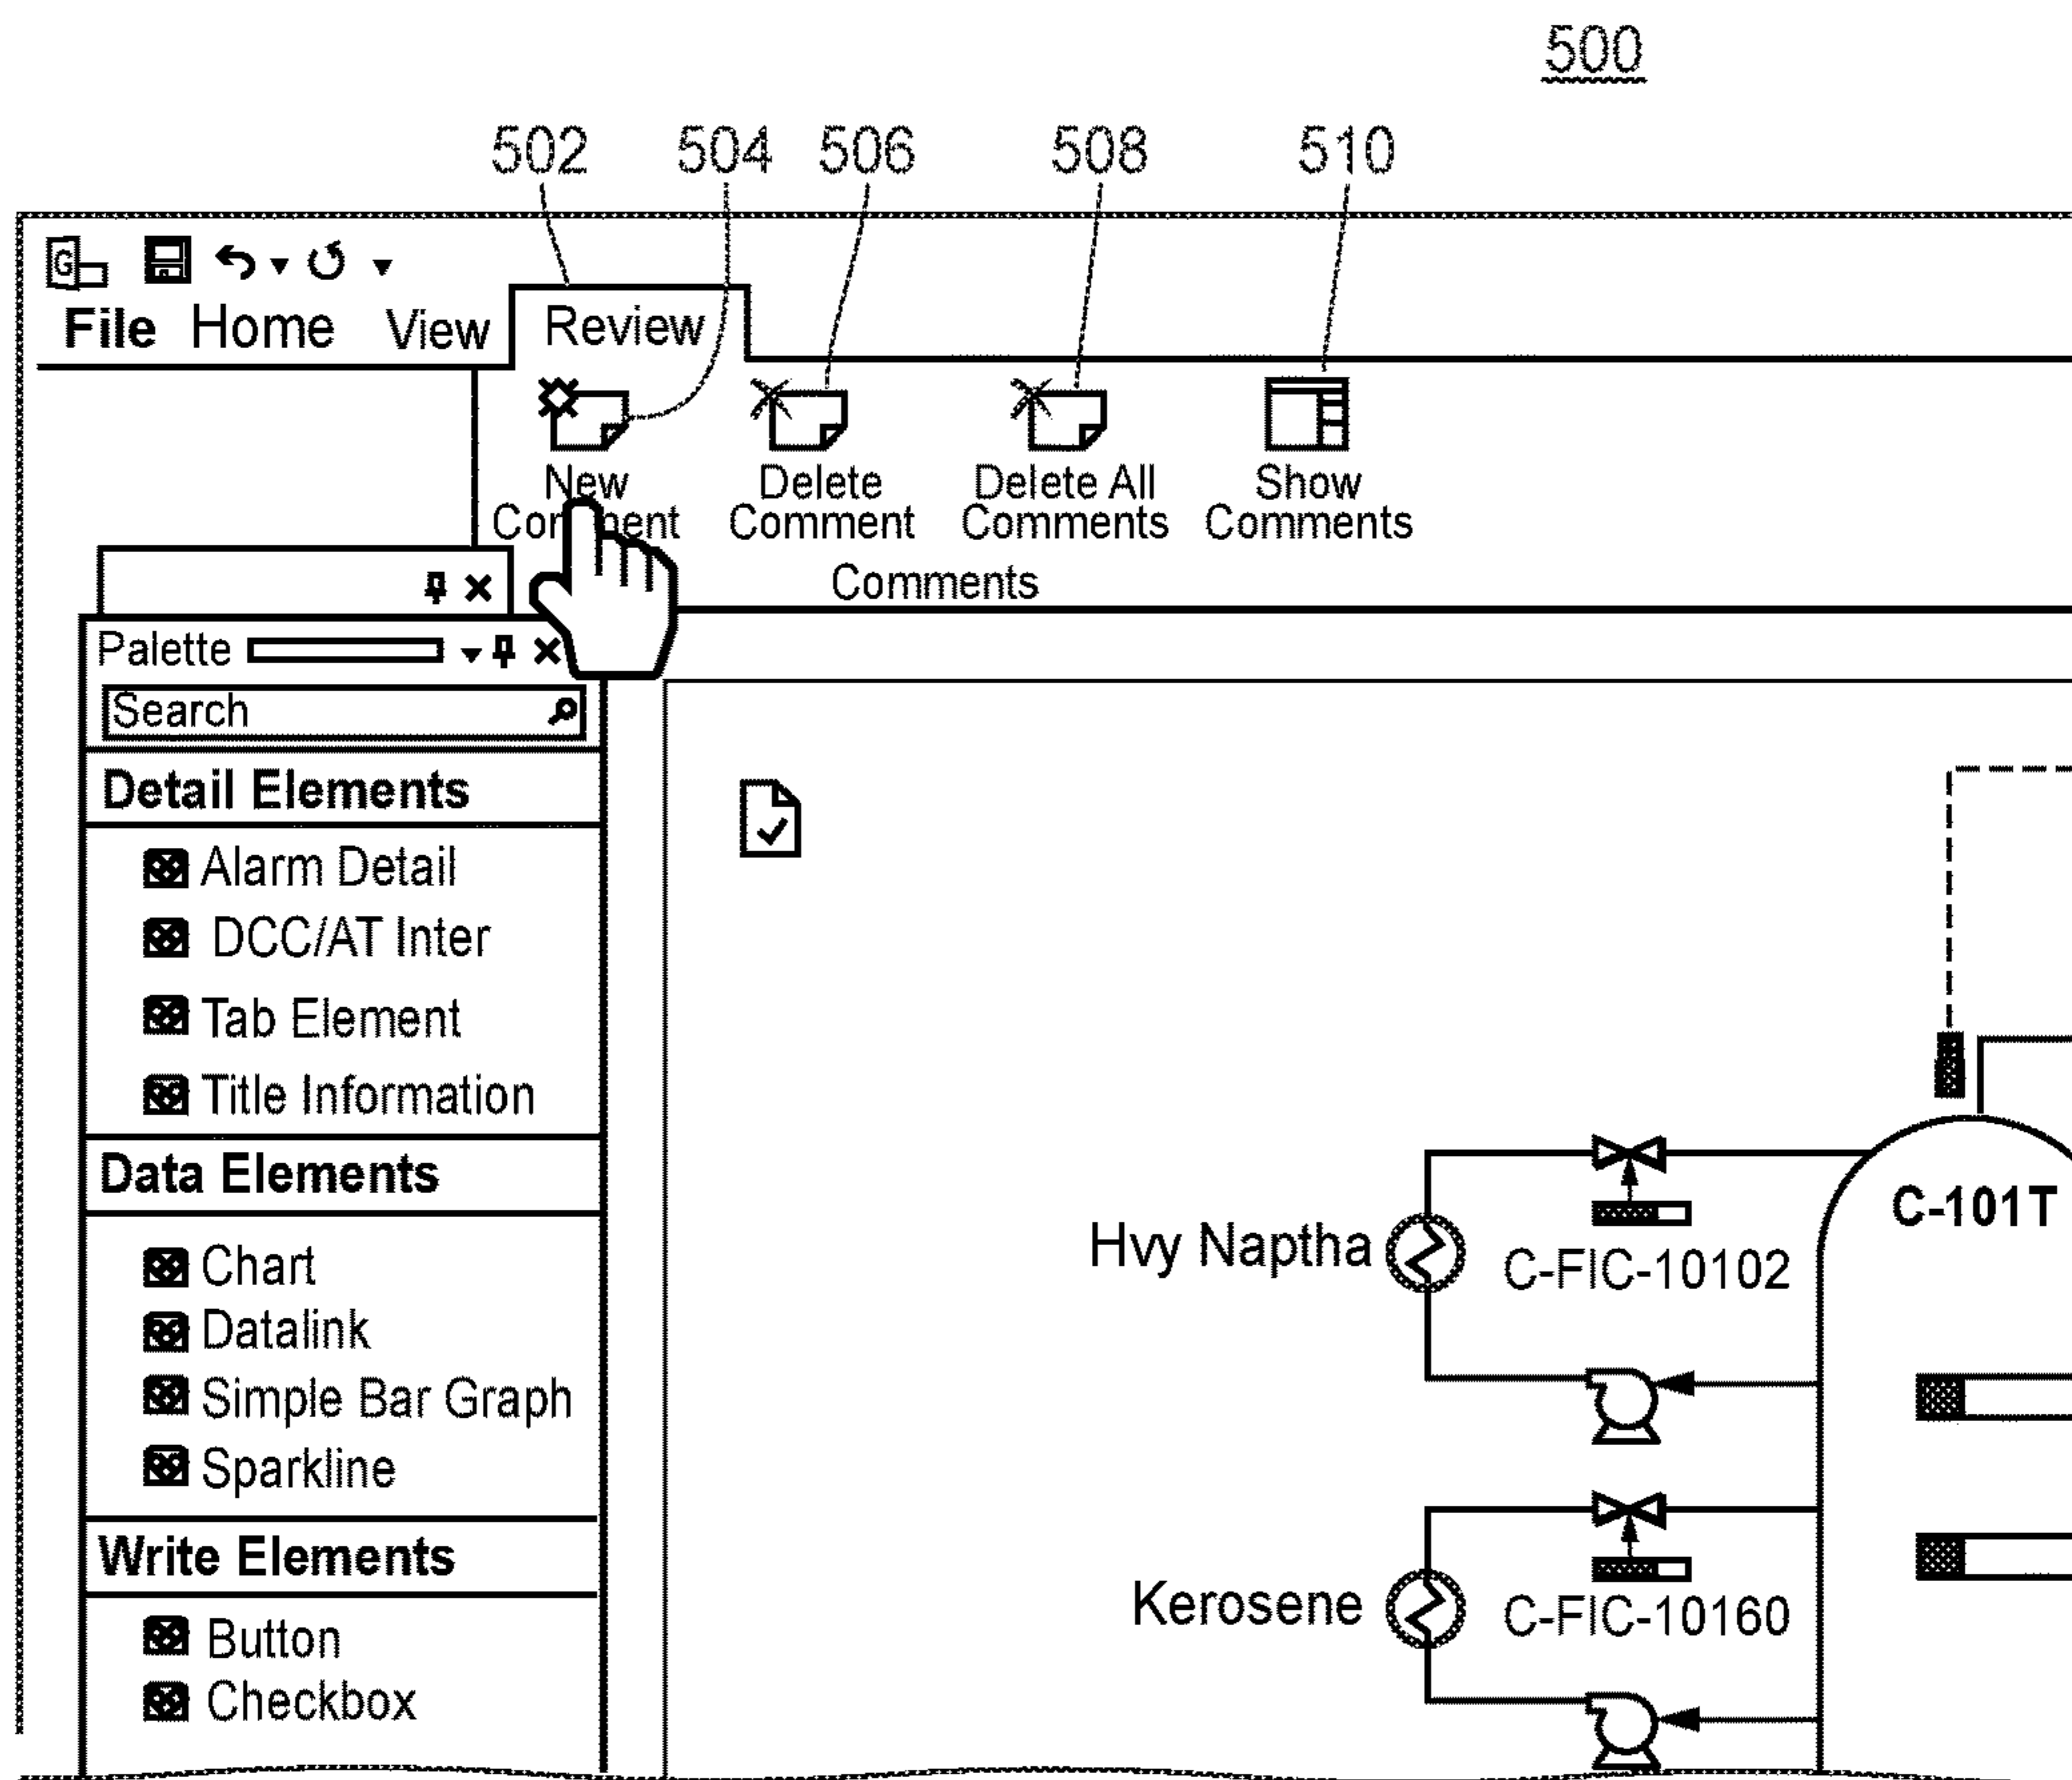 500
502 504 506 508 510
G
File Home View Review
New Comment
Delete Comment
Delete All Comments
Show Comments
Comments
Palette
Search
Detail Elements
Alarm Detail
DCC/AT Inter
Tab Element
Title Information
Data Elements
Chart
Datalink
Simple Bar Graph
Sparkline
Write Elements
Button
Checkbox
C-101T
Hvy Naptha
C-FIC-10102
Kerosene
C-FIC-10160